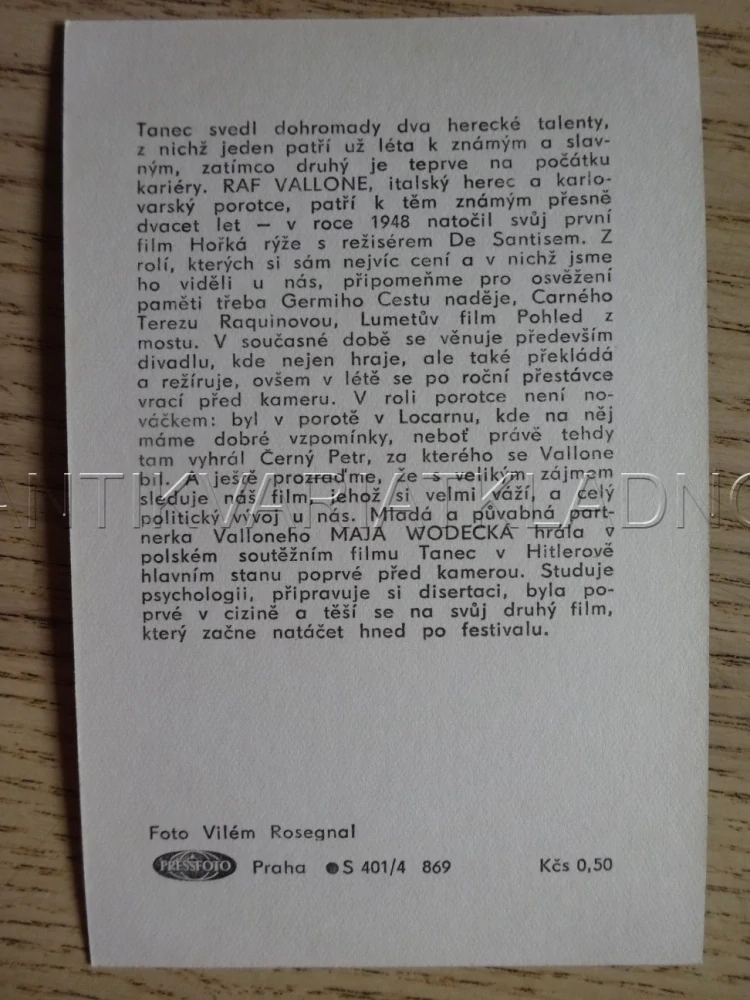 Tanec svedl dohromady dva herecké talenty,
z nichž jeden patří už léta k známým a slav-
ným, zatímco druhý je teprve na počátku
kariéry. RAF VALLONE, italský herec a karlo-
varský porotce, patří k těm známým přesně
dvacet let — v roce 1948 natočil svůj první
film Hořká rýže s režisérem De Santisem. Z
rolí, kterých si sám nejvíc cení a v nichž jsme
ho viděli u nás, připomeňme pro osvěžení
paměti třeba Germiho Cestu naděje, Carného
Terezu Raquinovou, Lumetův film Pohled z
mostu. V současné době se věnuje především
divadlu, kde nejen hraje, ale také překládá
a režíruje, ovšem v létě se po roční přestávce
vrací před kameru. V roli porotce není no-
váčkem: byl v porotě v Locarnu, kde na něj
máme dobré vzpomínky, neboť právě tehdy
tam vyhrál Černý Petr, za kterého se Vallone
bil. A ještě prozraďme, že s velikým zájmem
sleduje náš film, jehož si velmi váží, a celý
politický vývoj u nás. Mladá a půvabná part-
nerka Valloneho MAJA WODECKA hrála v
polském soutěžním filmu Tanec v Hitlerově
hlavním stanu poprvé před kamerou. Studuje
psychologii, připravuje si disertaci, byla po-
prvé v cizině a těší se na svůj druhý film,
který začne natáčet hned po festivalu.
ANTIKVARIATKLADNO
Foto Vilém Rosegnal
PRESSFOTO Praha ●S 401/4 869 Kčs 0,50